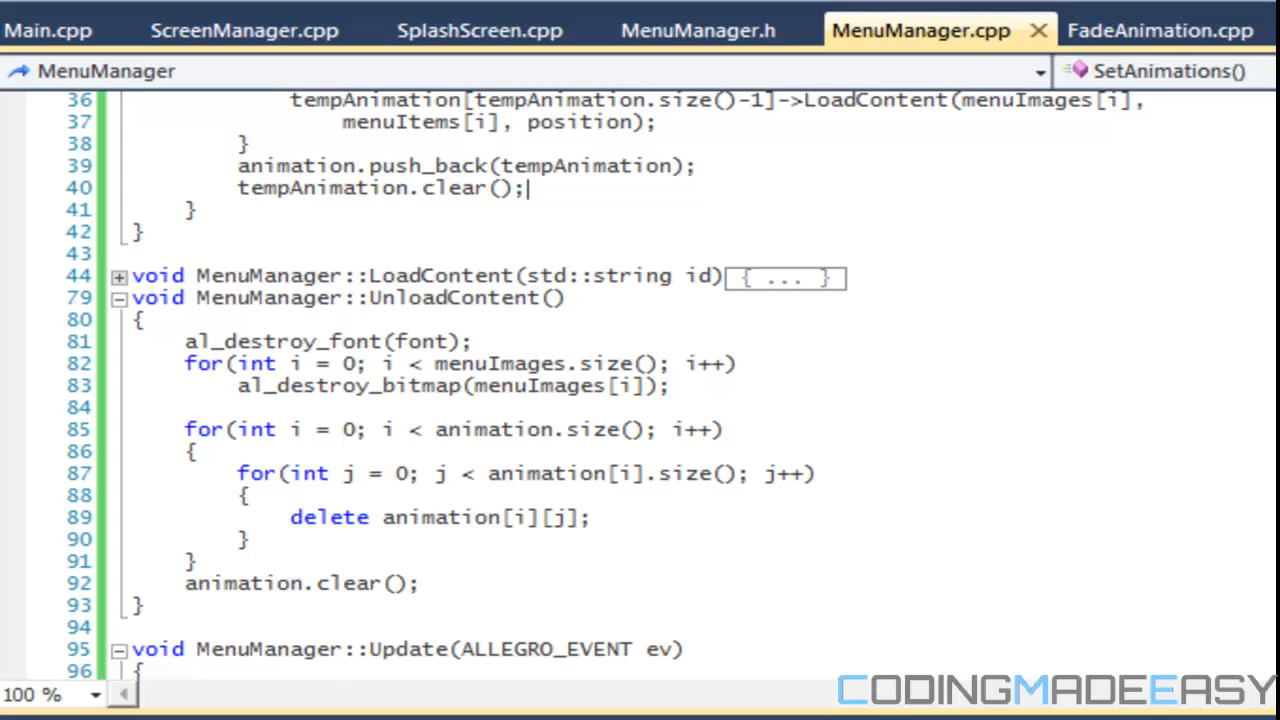 Main.cpp ScreenManager.cpp SplashScreen.cpp MenuManager.h MenuManager.cpp FadeAnimation.cpp
MenuManager SetAnimations()
36 tempAnimation[tempAnimation.size()-1]->LoadContent(menuImages[i],
37 menuItems[i], position);
38 }
39 animation.push_back(tempAnimation);
40 tempAnimation.clear();
41 }
42 }
43
44 void MenuManager::LoadContent(std::string id){ ... }
79 void MenuManager::UnloadContent()
80 {
81 al_destroy_font(font);
82 for(int i = 0; i < menuImages.size(); i++)
83 al_destroy_bitmap(menuImages[i]);
84
85 for(int i = 0; i < animation.size(); i++)
86 {
87 for(int j = 0; j < animation[i].size(); j++)
88 {
89 delete animation[i][j];
90 }
91 }
92 animation.clear();
93 }
94
95 void MenuManager::Update(ALLEGRO_EVENT ev)
96 {
100 %
CODINGMADEEASY